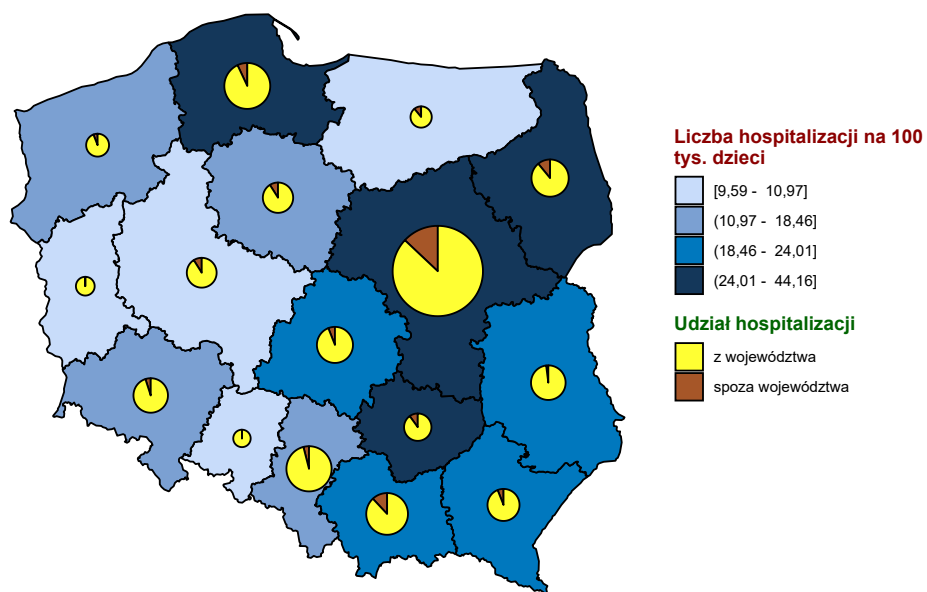 Liczba hospitalizacji na 100
tys. dzieci
[9,59 - 10,97]
(10,97 - 18,46]
(18,46 - 24,01]
(24,01 - 44,16]
Udział hospitalizacji
z województwa
spoza województwa